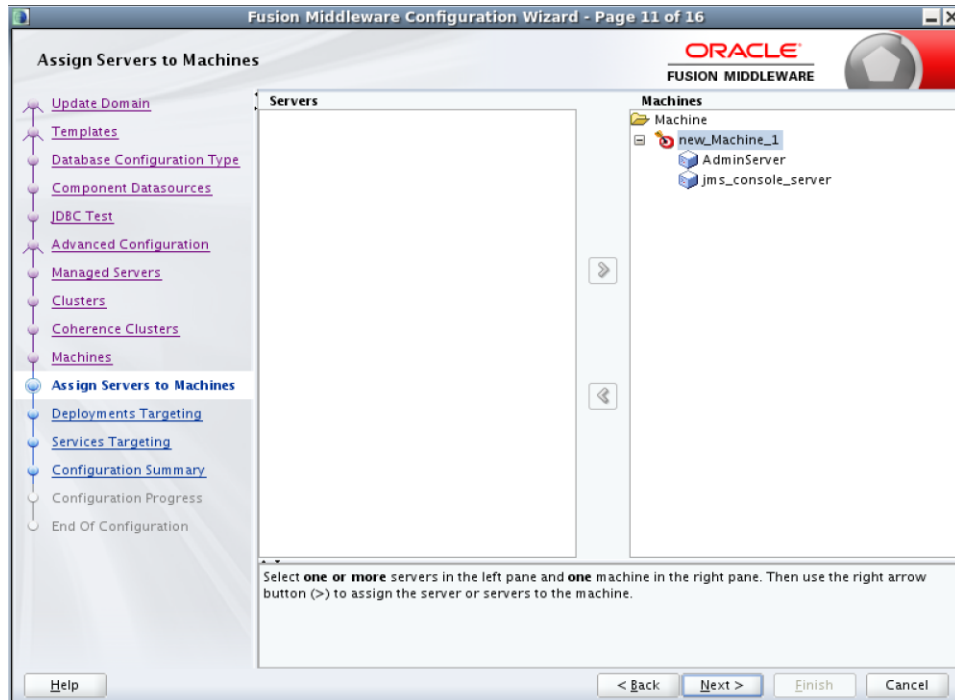 Fusion Middleware Configuration Wizard - Page 11 of 16
Assign Servers to Machines
ORACLE
FUSION MIDDLEWARE
Update Domain
Templates
Database Configuration Type
Component Datasources
JDBC Test
Advanced Configuration
Managed Servers
Clusters
Coherence Clusters
Machines
Assign Servers to Machines
Deployments Targeting
Services Targeting
Configuration Summary
Configuration Progress
End Of Configuration
Servers
Machines
Machine
new_Machine_1
AdminServer
jms_console_server
Select one or more servers in the left pane and one machine in the right pane. Then use the right arrow
button (>) to assign the server or servers to the machine.
Help
< Back
Next >
Finish
Cancel